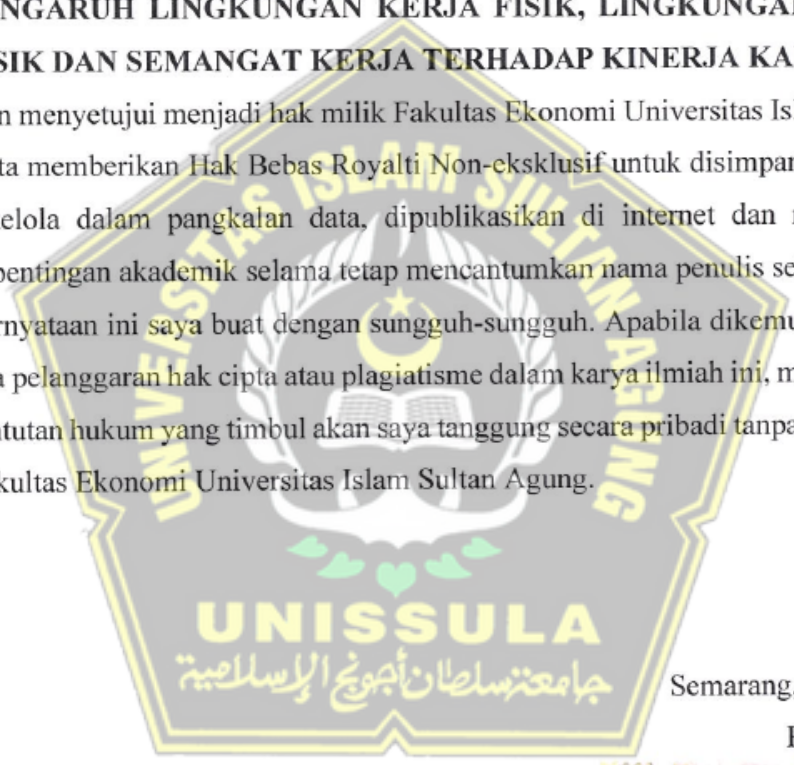 NGARUH LINGKUNGAN KERJA FISIK, LINGKUNGA
SIK DAN SEMANGAT KERJA TERHADAP KINERJA KA
n menyetujui menjadi hak milik Fakultas Ekonomi Universitas Is
ta memberikan Hak Bebas Royalti Non-eksklusif untuk disimpan
elola dalam pangkalan data, dipublikasikan di internet dan
pentingan akademik selama tetap mencantumkan nama penulis se
rnyataan ini saya buat dengan sungguh-sungguh. Apabila dikemu
a pelanggaran hak cipta atau plagiatisme dalam karya ilmiah ini, m
ntutan hukum yang timbul akan saya tanggung secara pribadi tanpa
kultas Ekonomi Universitas Islam Sultan Agung.
UNIVERSITAS ISLAM SULTAN AGUNG
UNISSULA
جامعة سلطان أجونج الإسلامية
Semarang,